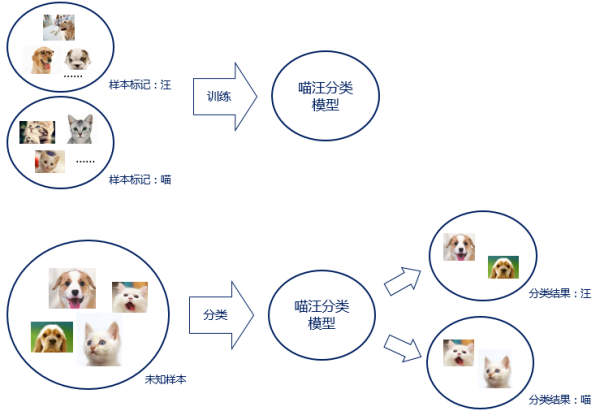 ......
样本标记：汪
训练
喵汪分类
模型
......
样本标记：喵
分类
喵汪分类
模型
分类结果：汪
未知样本
分类结果：喵